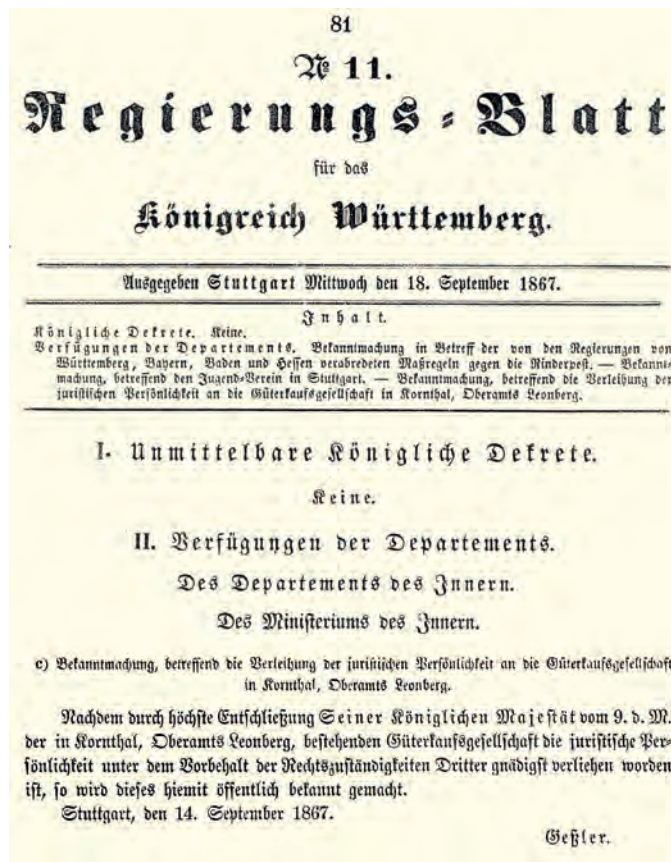 81
№ 11.
Regierungs-Blatt
für das
Königreich Württemberg.
Ausgegeben Stuttgart Mittwoch den 18. September 1867.
Inhalt.
Königliche Dekrete. Keine.
Verfügungen der Departements. Bekanntmachung in Betreff der von den Regierungen von
Württemberg, Bayern, Baden und Hessen verabredeten Maßregeln gegen die Rinderpest. — Bekannt-
machung, betreffend den Jugend-Verein in Stuttgart. — Bekanntmachung, betreffend die Verleihung der
juristischen Persönlichkeit an die Güterkaufsgesellschaft in Kornthal, Oberamts Leonberg.
I. Unmittelbare Königliche Dekrete.
Keine.
II. Verfügungen der Departements.
Des Departements des Innern.
Des Ministeriums des Innern.
c) Bekanntmachung, betreffend die Verleihung der juristischen Persönlichkeit an die Güterkaufsgesellschaft
in Kornthal, Oberamts Leonberg.
Nachdem durch höchste Entschließung Seiner Königlichen Majestät vom 9. d. M.
der in Kornthal, Oberamts Leonberg, bestehenden Güterkaufsgesellschaft die juristische Per-
sönlichkeit unter dem Vorbehalt der Rechtszuständigkeiten Dritter gnädigst verliehen worden
ist, so wird dieses hiemit öffentlich bekannt gemacht.
Stuttgart, den 14. September 1867.
Geßler.